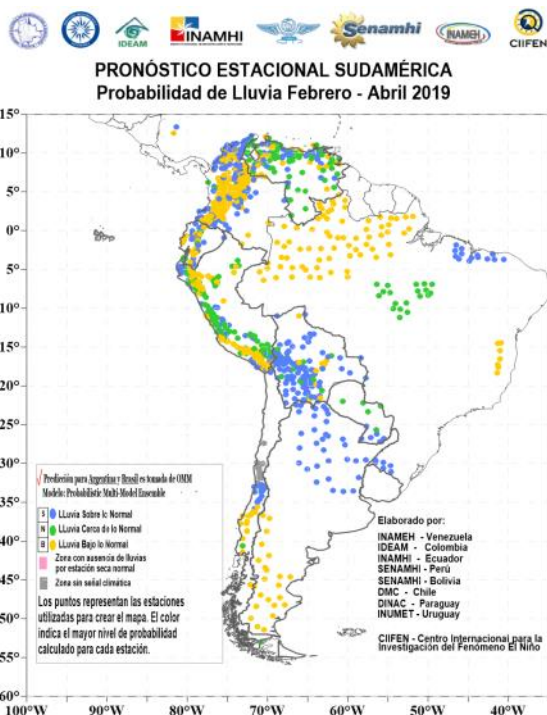 IDEAM
INAMHI
Senamhi
INAMEH
CIIFEN
PRONÓSTICO ESTACIONAL SUDAMÉRICA
Probabilidad de Lluvia Febrero - Abril 2019
15°
10°
5°
0°
5°
10°
15°
20°
25°
30°
35°
40°
45°
50°
55°
60°
100°W
90°W
80°W
70°W
60°W
50°W
40°W
Predicción para Argentina y Brasil es tomada de OMM
Modelo: Probabilistic Multi-Model Ensemble
S LLuvia Sobre lo Normal
N LLuvia Cerca de lo Normal
B LLuvia Bajo lo Normal
Zona con ausencia de lluvias
por estación seca normal
Zona sin señal climática
Los puntos representan las estaciones
utilizadas para crear el mapa. El color
indica el mayor nivel de probabilidad
calculado para cada estación.
Elaborado por:
INAMEH - Venezuela
IDEAM - Colombia
INAMHI - Ecuador
SENAMHI - Perú
SENAMHI - Bolivia
DMC - Chile
DINAC - Paraguay
INUMET - Uruguay
CIIFEN - Centro Internacional para la
Investigación del Fenómeno El Niño